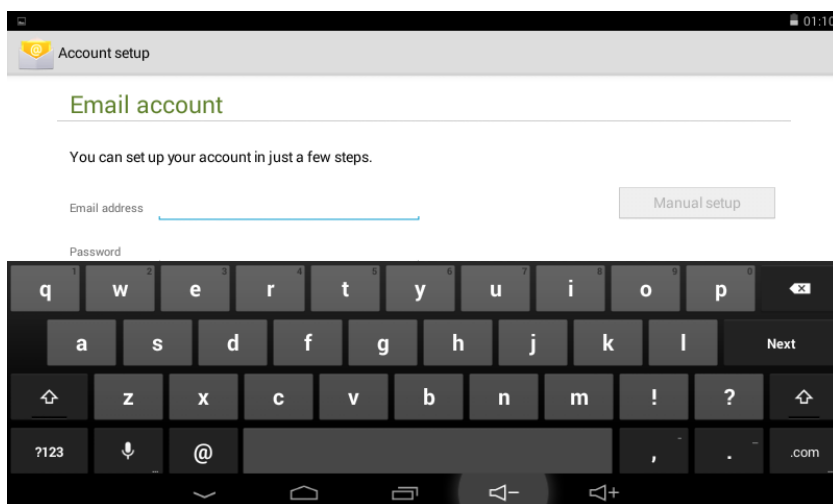 01:10
Account setup
Email account
You can set up your account in just a few steps.
Email address
Manual setup
Password
1 2 3 4 5 6 7 8 9 0
q w e r t y u i o p
a s d f g h j k l Next
z x c v b n m ! ?
?123 @ , . .com